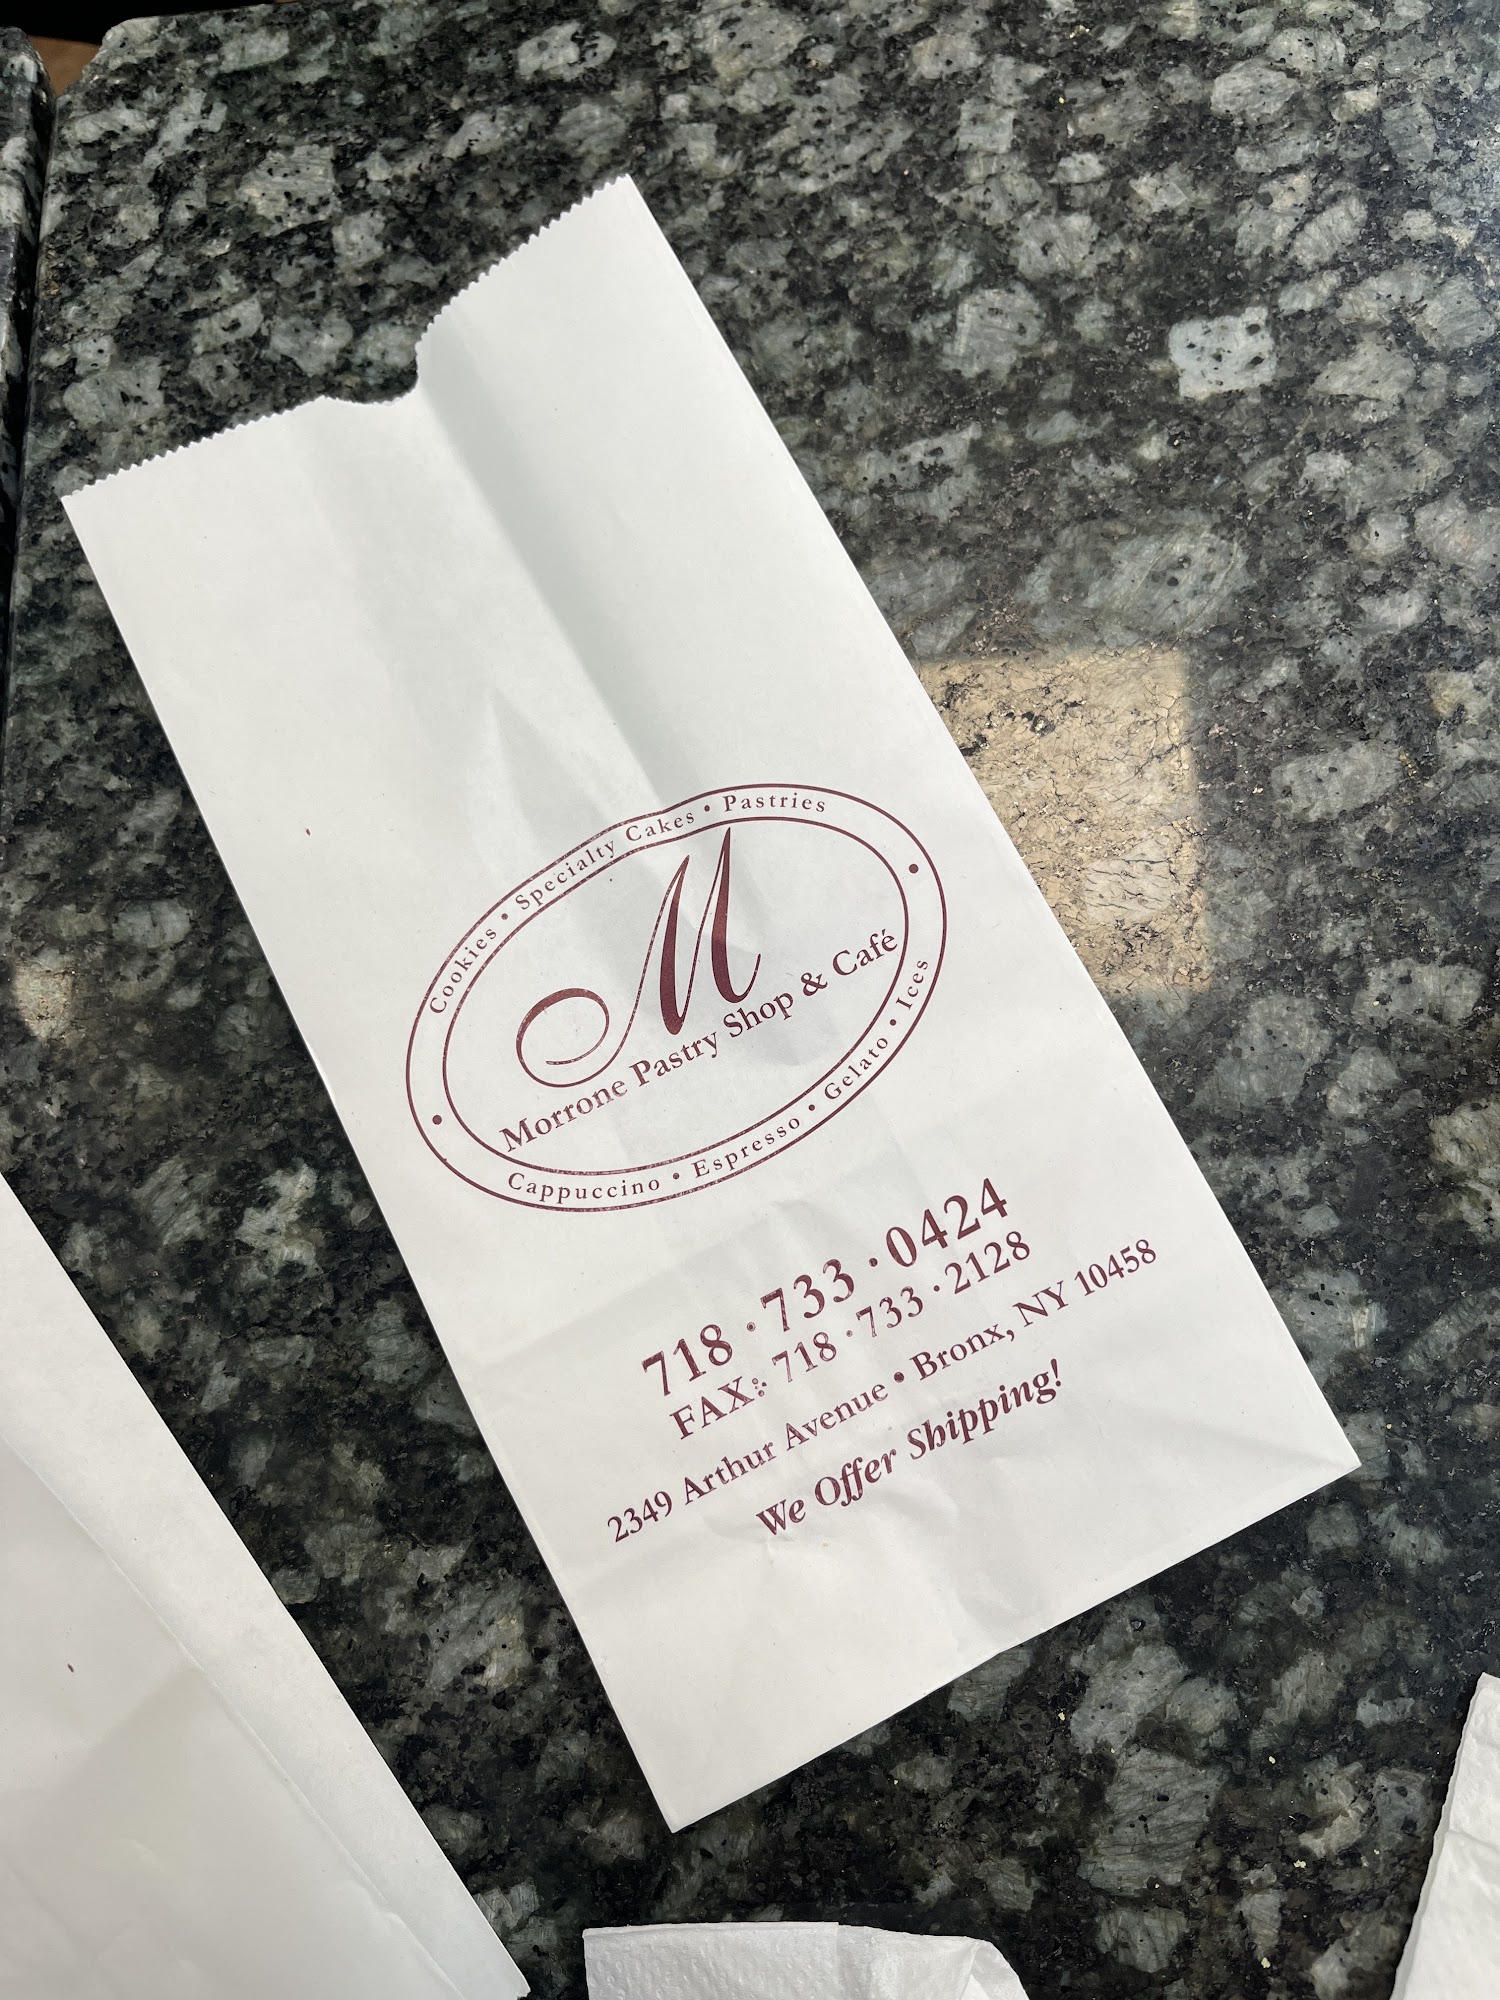 Cookies • Specialty Cakes • Pastries
M
Morrone Pastry Shop & Café
Cappuccino • Espresso • Gelato • Ices
718 · 733 · 0424
FAX: 718 · 733 · 2128
2349 Arthur Avenue • Bronx, NY 10458
We Offer Shipping!